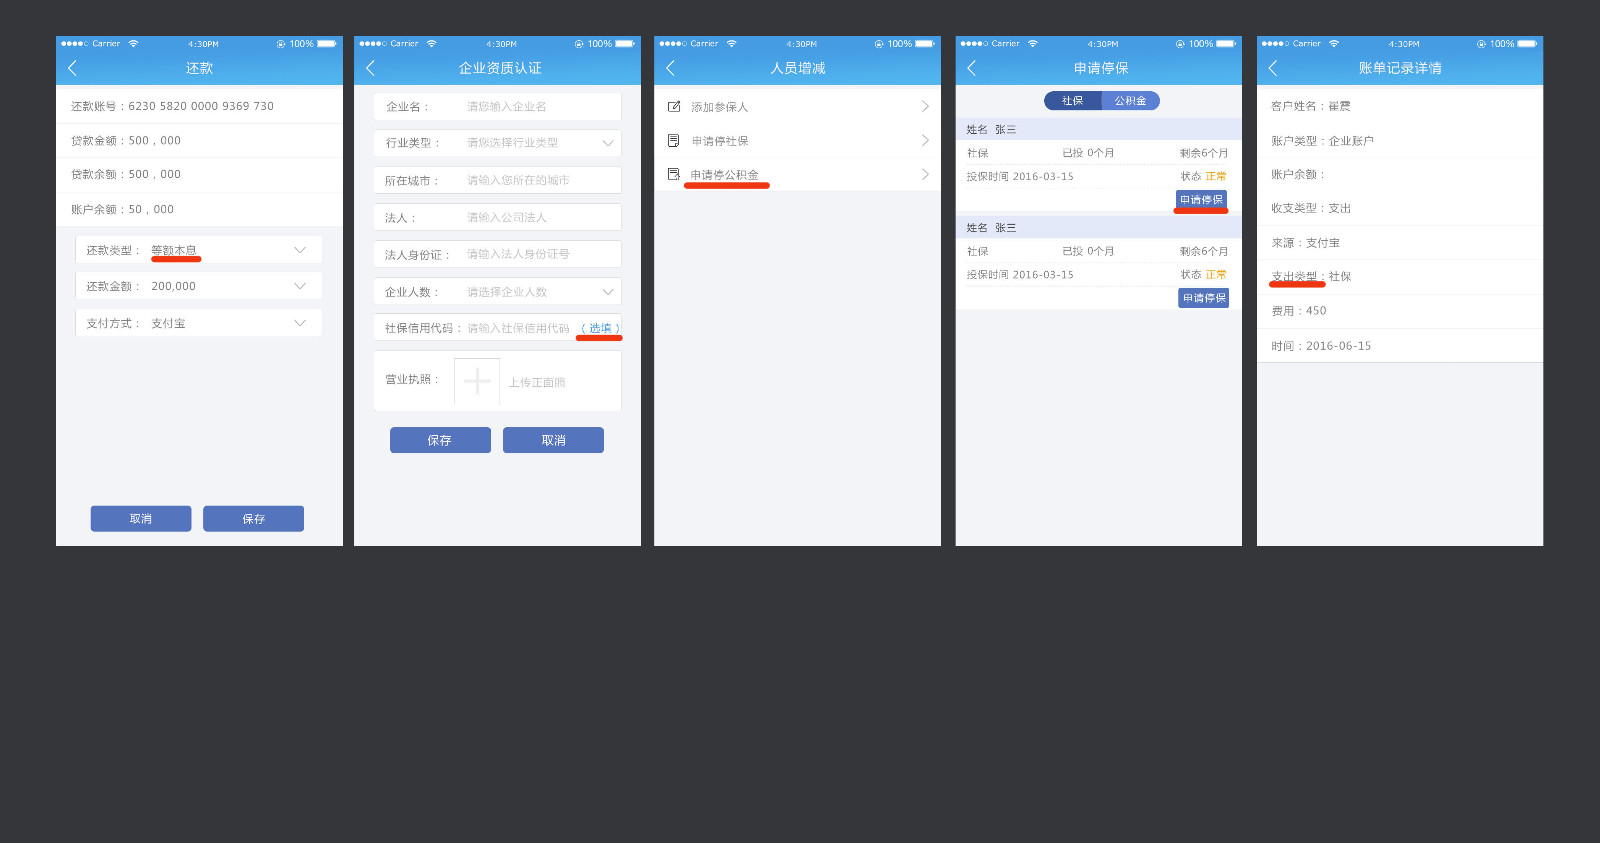 Carrier 4:30PM 100%
还款
还款账号：6230 5820 0000 9369 730
贷款金额：500，000
贷款余额：500，000
账户余额：50，000
还款类型： 等额本息
还款金额： 200,000
支付方式： 支付宝
取消 保存
Carrier 4:30PM 100%
企业资质认证
企业名： 请您输入企业名
行业类型： 请您选择行业类型
所在城市： 请输入您所在的城市
法人： 请输入公司法人
法人身份证： 请输入法人身份证号
企业人数： 请选择企业人数
社保信用代码： 请输入社保信用代码 （选填）
营业执照： 上传正面照
保存 取消
Carrier 4:30PM 100%
人员增减
添加参保人
申请停社保
申请停公积金
Carrier 4:30PM 100%
申请停保
社保 公积金
姓名 张三
社保 已投 0个月 剩余6个月
投保时间 2016-03-15 状态 正常
申请停保
姓名 张三
社保 已投 0个月 剩余6个月
投保时间 2016-03-15 状态 正常
申请停保
Carrier 4:30PM 100%
账单记录详情
客户姓名：翟震
账户类型：企业账户
账户余额：
收支类型：支出
来源：支付宝
支出类型：社保
费用：450
时间：2016-06-15